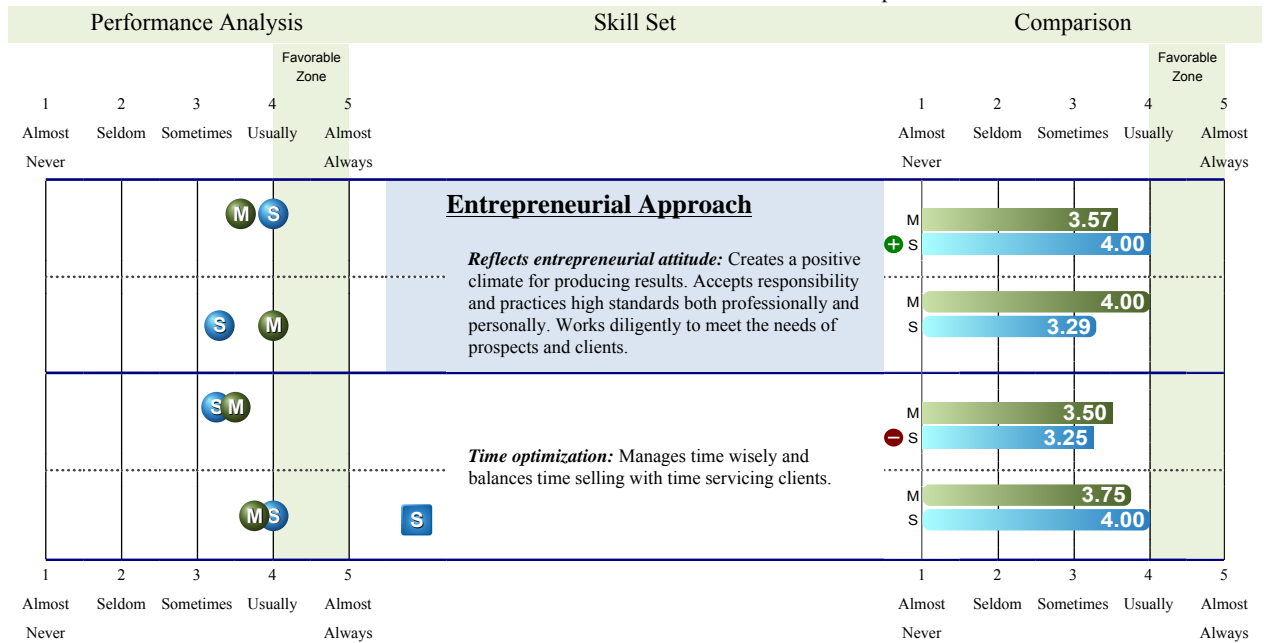 Performance Analysis Skill Set Comparison
Favorable Favorable
Zone Zone
1 2 3 4 5 1 2 3 4 5
Almost Seldom Sometimes Usually Almost Almost Seldom Sometimes Usually Almost
Never Always Never Always
Entrepreneurial Approach
M S
M 3.57
S 4.00
Reflects entrepreneurial attitude: Creates a positive
climate for producing results. Accepts responsibility
and practices high standards both professionally and
personally. Works diligently to meet the needs of
prospects and clients.
S M
M 4.00
S 3.29
S M
M 3.50
S 3.25
Time optimization: Manages time wisely and
balances time selling with time servicing clients.
M S S
M 3.75
S 4.00
1 2 3 4 5 1 2 3 4 5
Almost Seldom Sometimes Usually Almost Almost Seldom Sometimes Usually Almost
Never Always Never Always